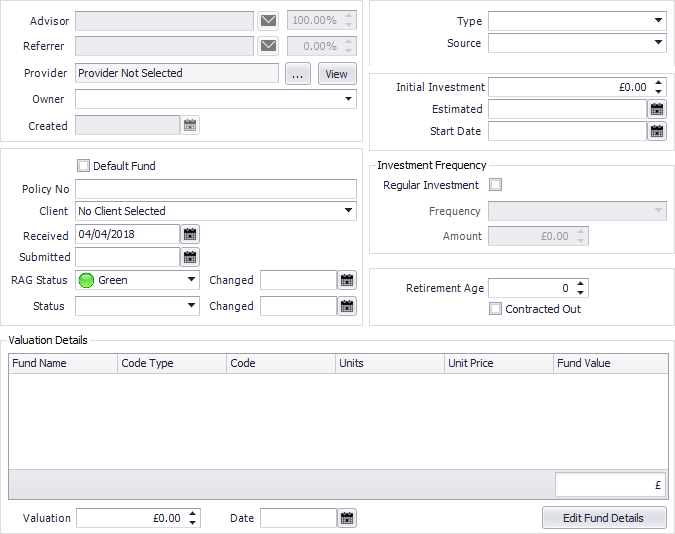 Advisor 100.00%
Referrer 0.00%
Provider Provider Not Selected ... View
Owner
Created
Type
Source
Initial Investment £0.00
Estimated
Start Date
Default Fund
Policy No
Client No Client Selected
Received 04/04/2018
Submitted
RAG Status Green Changed
Status Changed
Investment Frequency
Regular Investment
Frequency
Amount £0.00
Retirement Age 0
Contracted Out
Valuation Details
Fund Name Code Type Code Units Unit Price Fund Value
£
Valuation £0.00 Date Edit Fund Details